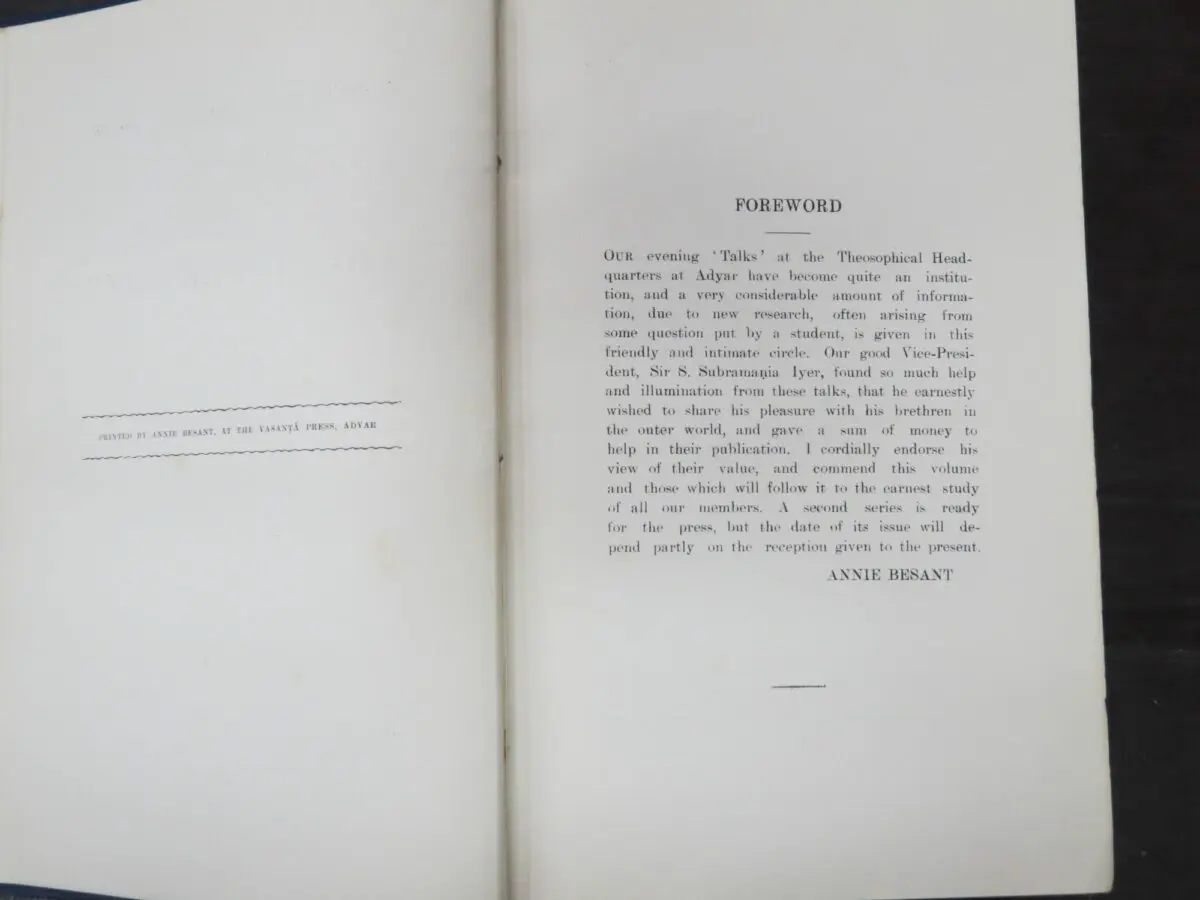 PRINTED BY ANNIE BESANT, AT THE VASANṬĀ PRESS, ADYAR
FOREWORD
OUR evening ‘Talks’ at the Theosophical Head-
quarters at Adyar have become quite an institu-
tion, and a very considerable amount of informa-
tion, due to new research, often arising from
some question put by a student, is given in this
friendly and intimate circle. Our good Vice-Presi-
dent, Sir S. Subramaṇia Iyer, found so much help
and illumination from these talks, that he earnestly
wished to share his pleasure with his brethren in
the outer world, and gave a sum of money to
help in their publication. I cordially endorse his
view of their value, and commend this volume
and those which will follow it to the earnest study
of all our members. A second series is ready
for the press, but the date of its issue will de-
pend partly on the reception given to the present.
ANNIE BESANT